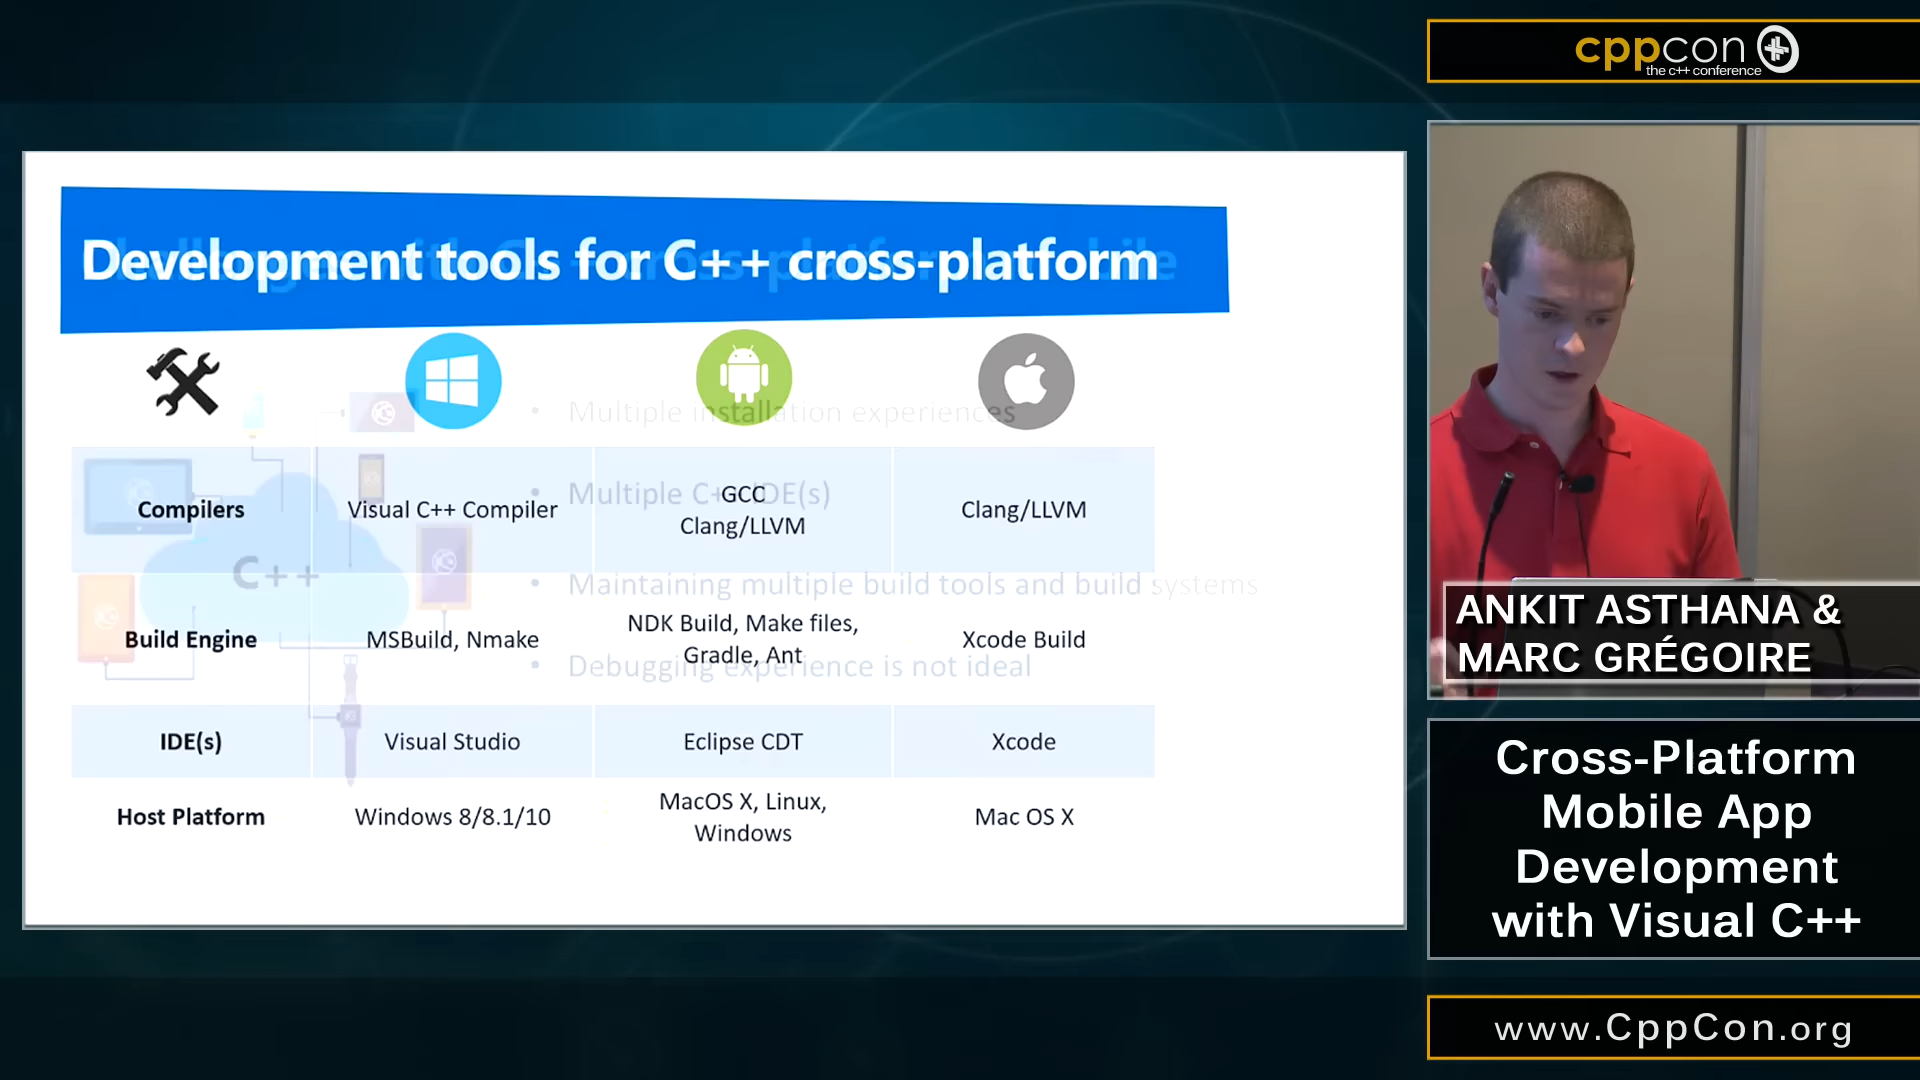 cppcon
the c++ conference
Development tools for C++ cross-platform
Multiple installation experiences
Compilers
Visual C++ Compiler
GCC
Clang/LLVM
Clang/LLVM
Multiple C++ IDE(s)
C++
Maintaining multiple build tools and build systems
Build Engine
MSBuild, Nmake
NDK Build, Make files,
Gradle, Ant
Xcode Build
Debugging experience is not ideal
IDE(s)
Visual Studio
Eclipse CDT
Xcode
Host Platform
Windows 8/8.1/10
MacOS X, Linux,
Windows
Mac OS X
ANKIT ASTHANA &
MARC GRÉGOIRE
Cross-Platform
Mobile App
Development
with Visual C++
www.CppCon.org